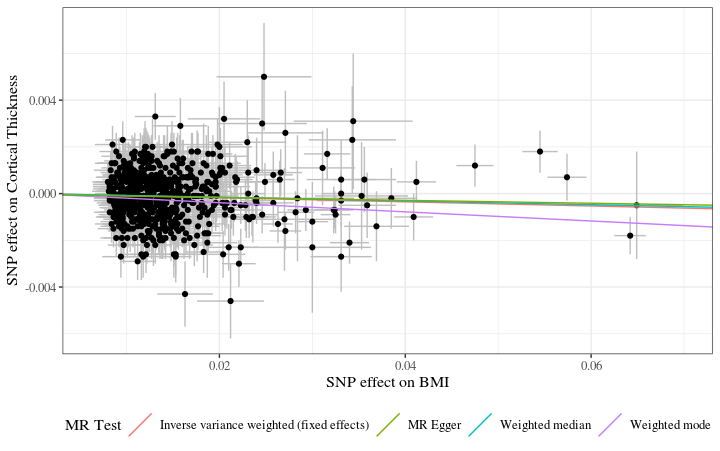 SNP effect on Cortical Thickness
0.004
0.000
-0.004
0.02 0.04 0.06
SNP effect on BMI
MR Test Inverse variance weighted (fixed effects) MR Egger Weighted median Weighted mode